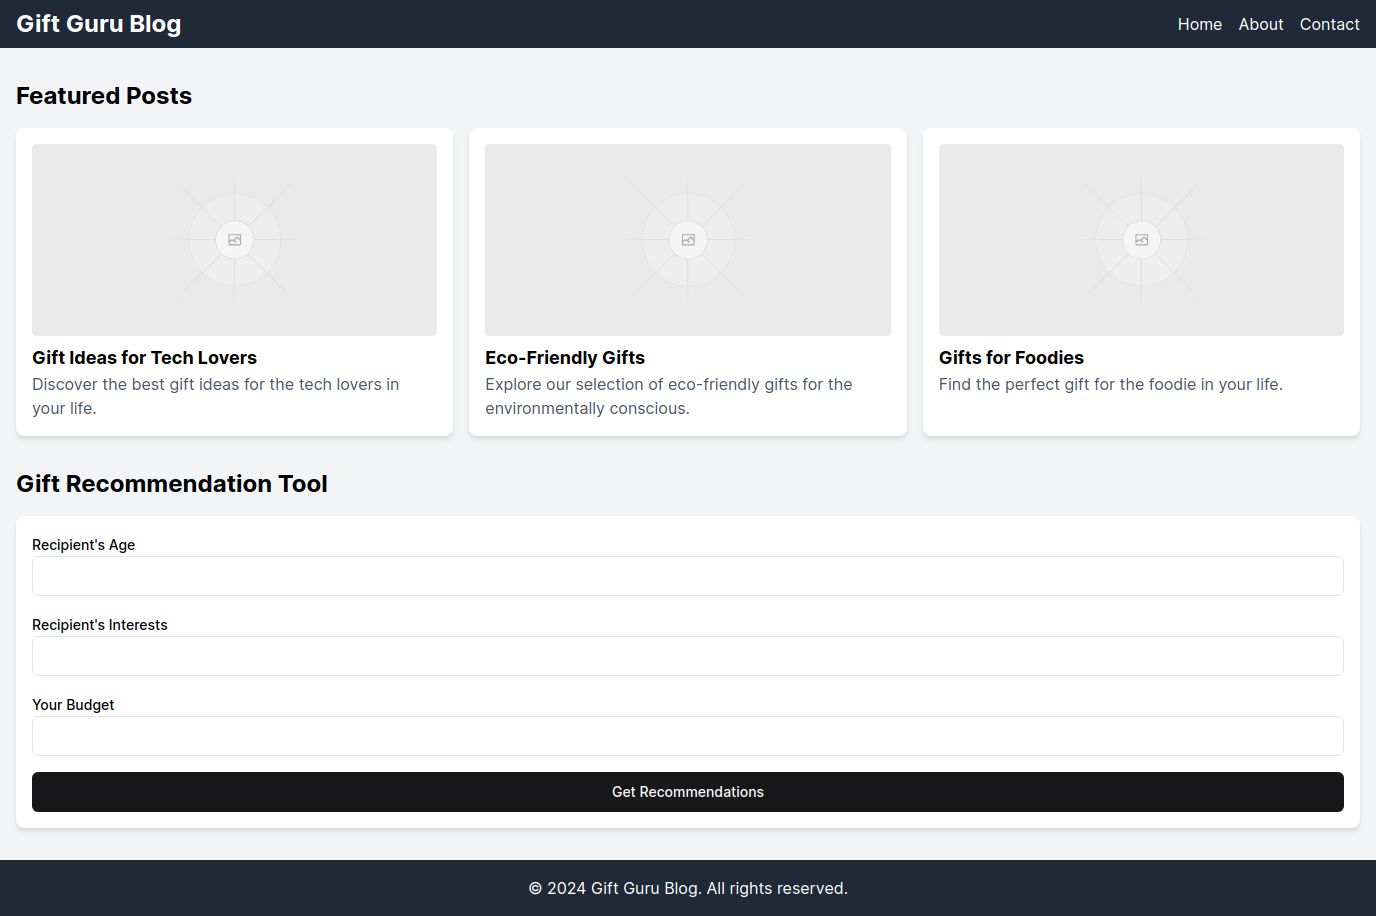 Gift Guru Blog
Home About Contact
Featured Posts
Gift Ideas for Tech Lovers
Discover the best gift ideas for the tech lovers in
your life.
Eco-Friendly Gifts
Explore our selection of eco-friendly gifts for the
environmentally conscious.
Gifts for Foodies
Find the perfect gift for the foodie in your life.
Gift Recommendation Tool
Recipient's Age
Recipient's Interests
Your Budget
Get Recommendations
© 2024 Gift Guru Blog. All rights reserved.